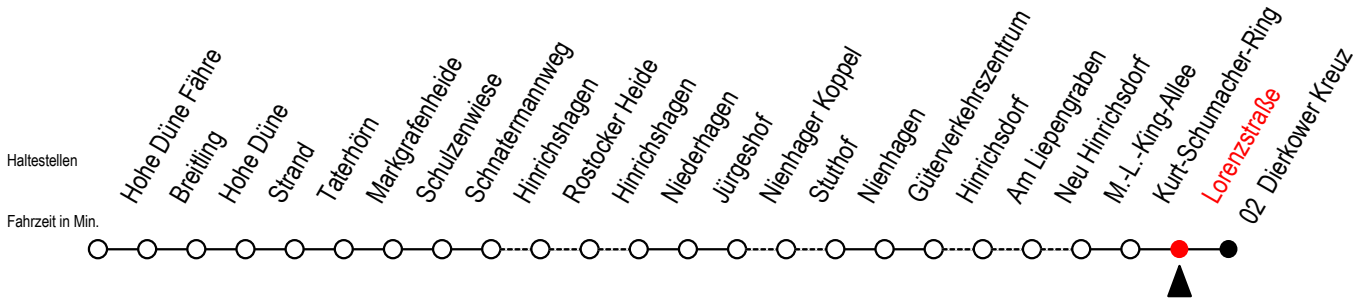 Haltestellen
Fahrzeit in Min.
Hohe Düne Fähre
Breitling
Hohe Düne
Strand
Taterhörn
Markgrafenheide
Schulzenwiese
Schnatermannweg
Hinrichshagen
Rostocker Heide
Hinrichshagen
Niederhagen
Jürgeshof
Nienhager Koppel
Stuthof
Nienhagen
Güterverkehrszentrum
Hinrichsdorf
Am Liepengraben
Neu Hinrichsdorf
M.-L.-King-Allee
Kurt-Schumacher-Ring
Lorenzstraße
02 Dierkower Kreuz